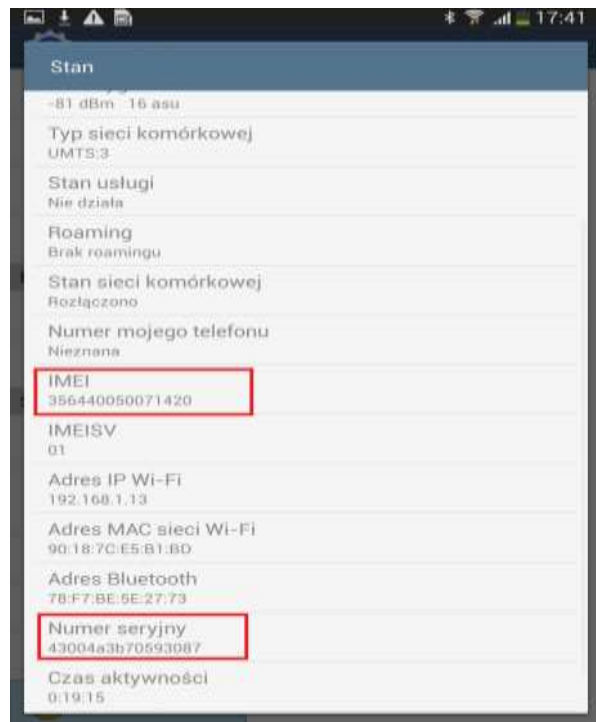 17:41
Stan
-81 dBm 16 asu
Typ sieci komórkowej
UMTS:3
Stan usługi
Nie działa
Roaming
Brak roamingu
Stan sieci komórkowej
Rozłączono
Numer mojego telefonu
Nieznana
IMEI
356440050071420
IMEISV
01
Adres IP Wi-Fi
192.168.1.13
Adres MAC sieci Wi-Fi
90:18:7C:E5:B1:BD
Adres Bluetooth
78:F7:BE:5E:27:73
Numer seryjny
43004a3b70593087
Czas aktywności
0:19:15